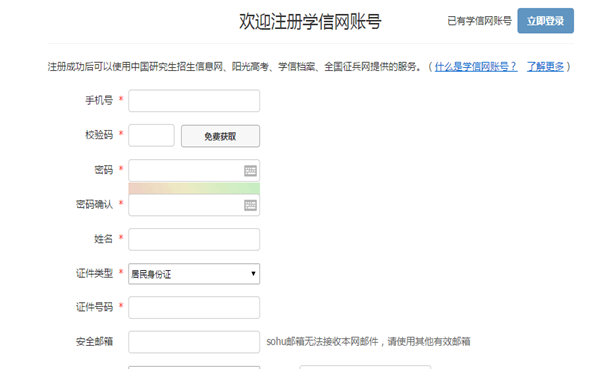 欢迎注册学信网账号
已有学信网账号 立即登录
注册成功后可以使用中国研究生招生信息网、阳光高考、学信档案、全国征兵网提供的服务。（什么是学信网账号？ 了解更多）
手机号 *
校验码 * 免费获取
密码 *
密码确认 *
姓名 *
证件类型 * 居民身份证
证件号码 *
安全邮箱 sohu邮箱无法接收本网邮件，请使用其他有效邮箱